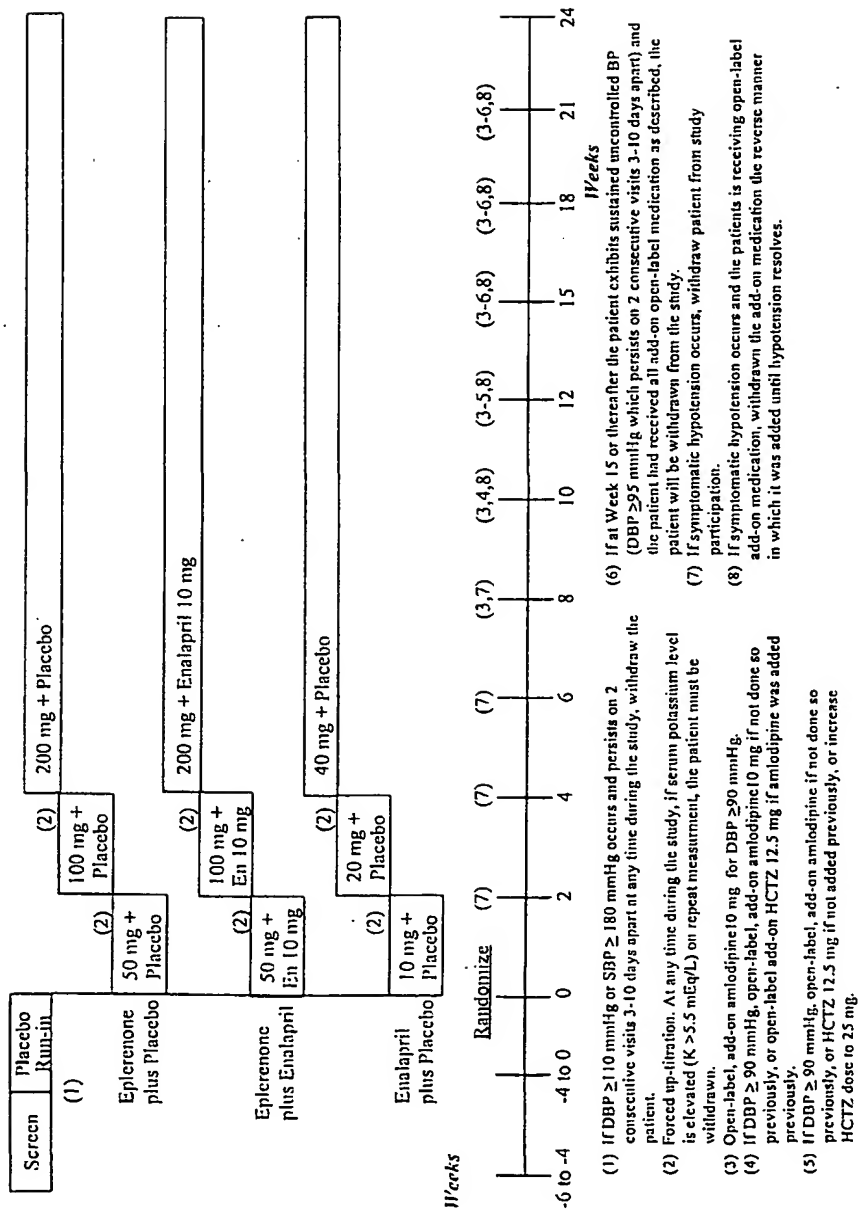 Screen
Placebo
Run-in
(1)
Eplerenone
plus Placebo
50 mg +
Placebo
(2)
100 mg +
Placebo
(2)
200 mg + Placebo
Eplerenone
plus Enalapril
50 mg +
En 10 mg
(2)
100 mg +
En 10 mg
(2)
200 mg + Enalapril 10 mg
Enalapril
plus Placebo
10 mg +
Placebo
(2)
20 mg +
Placebo
(2)
40 mg + Placebo
Weeks
Randomize
(7)
(7)
(7)
(3,7)
(3,4,8)
(3-5,8)
(3-6,8)
(3-6,8)
(3-6,8)
-6 to -4
-4 to 0
0
2
4
6
8
10
12
15
18
21
24
Weeks
(1) If DBP ≥110 mmHg or SBP ≥ 180 mmHg occurs and persists on 2
consecutive visits 3-10 days apart at any time during the study, withdraw the
patient.
(2) Forced up-titration. At any time during the study, if serum potassium level
is elevated (K >5.5 mEq/L) on repeat measurment, the patient must be
withdrawn.
(3) Open-label, add-on amlodipine10 mg for DBP ≥90 mmHg.
(4) If DBP ≥ 90 mmHg, open-label, add-on amlodipine10 mg if not done so
previously, or open-label add-on HCTZ 12.5 mg if amlodipine was added
previously.
(5) If DBP ≥ 90 mmHg, open-label, add-on amlodipine if not done so
previously, or HCTZ 12.5 mg if not added previously, or increase
HCTZ dose to 25 mg.
(6) If at Week 15 or thereafter the patient exhibits sustained uncontrolled BP
(DBP ≥95 mmHg which persists on 2 consecutive visits 3-10 days apart) and
the patient had received all add-on open-label medication as described, the
patient will be withdrawn from the study.
(7) If symptomatic hypotension occurs, withdraw patient from study
participation.
(8) If symptomatic hypotension occurs and the patients is receiving open-label
add-on medication, withdrawn the add-on medication the reverse manner
in which it was added until hypotension resolves.